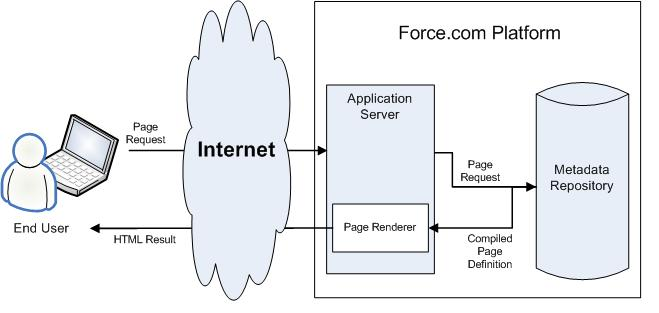 Force.com Platform
Application
Server
Page
Request
Internet
Page
Request
Metadata
Repository
Page Renderer
End User
HTML Result
Compiled
Page
Definition